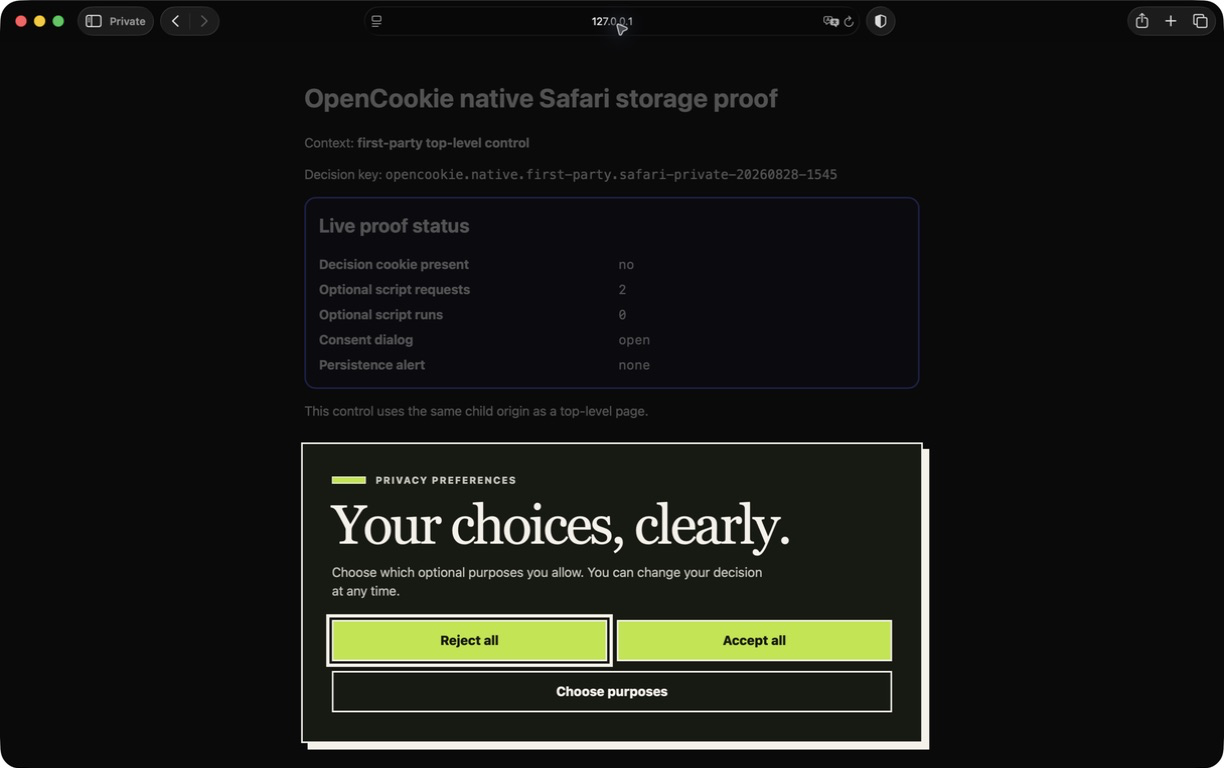 Private
127.0.0.1
OpenCookie native Safari storage proof
Context: first-party top-level control
Decision key: opencookie.native.first-party.safari-private-20260828-1545
Live proof status
Decision cookie present no
Optional script requests 2
Optional script runs 0
Consent dialog open
Persistence alert none
This control uses the same child origin as a top-level page.
PRIVACY PREFERENCES
Your choices, clearly.
Choose which optional purposes you allow. You can change your decision
at any time.
Reject all
Accept all
Choose purposes